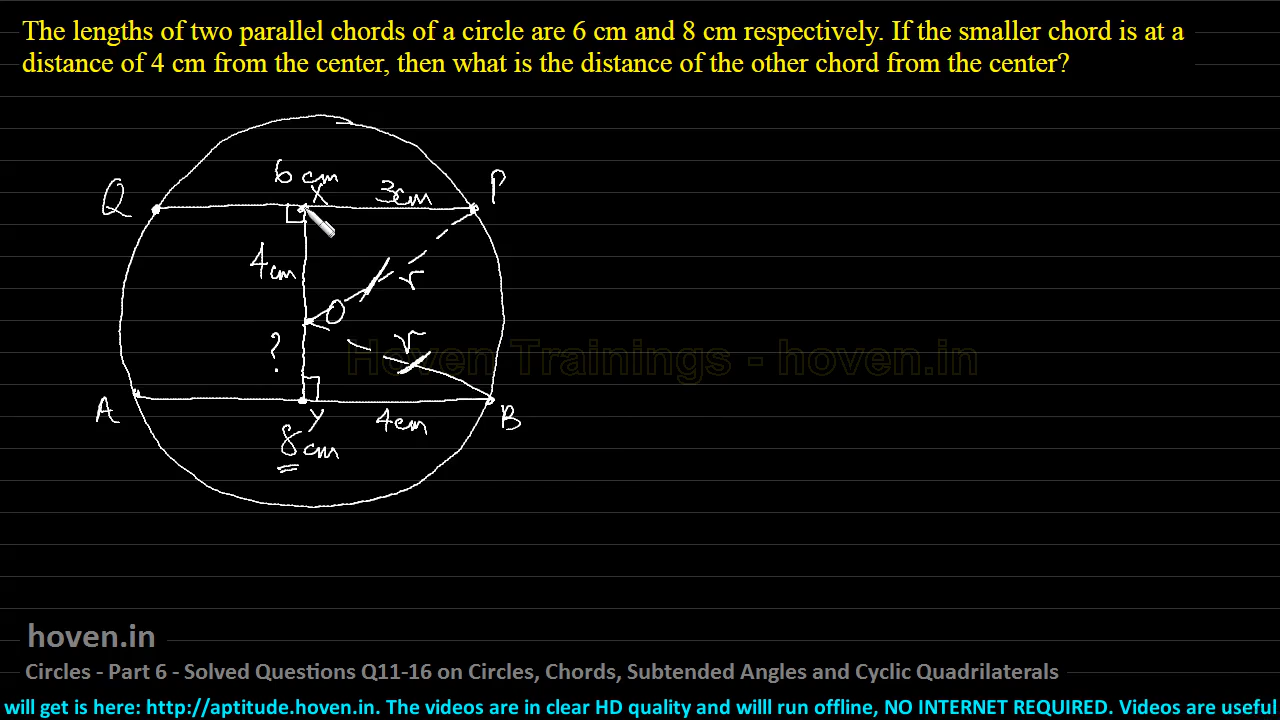 The lengths of two parallel chords of a circle are 6 cm and 8 cm respectively. If the smaller chord is at a
distance of 4 cm from the center, then what is the distance of the other chord from the center?
6 cm
Q X 3cm P
4cm
r
O
? r
Hoven Trainings - hoven.in
A Y 4cm B
8cm
hoven.in
Circles - Part 6 - Solved Questions Q11-16 on Circles, Chords, Subtended Angles and Cyclic Quadrilaterals
will get is here: http://aptitude.hoven.in. The videos are in clear HD quality and willl run offline, NO INTERNET REQUIRED. Videos are useful